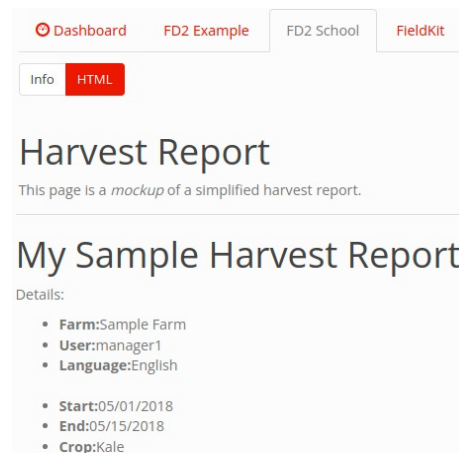 Dashboard FD2 Example FD2 School FieldKit
Info HTML
Harvest Report
This page is a mockup of a simplified harvest report.
My Sample Harvest Report
Details:
Farm:Sample Farm
User:manager1
Language:English
Start:05/01/2018
End:05/15/2018
Crop:Kale